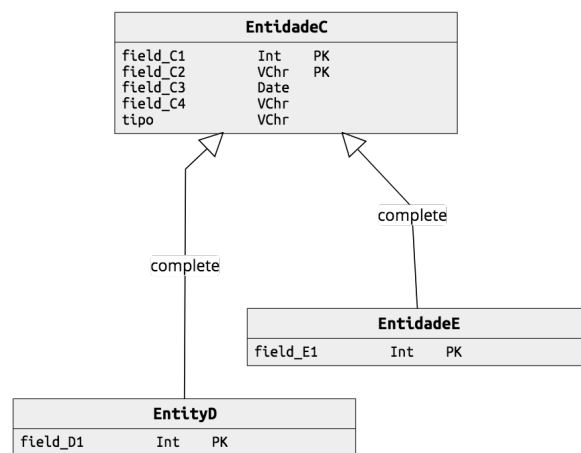 EntidadeC
field_C1 Int PK
field_C2 VChr PK
field_C3 Date
field_C4 VChr
tipo VChr
complete
complete
EntidadeE
field_E1 Int PK
EntityD
field_D1 Int PK